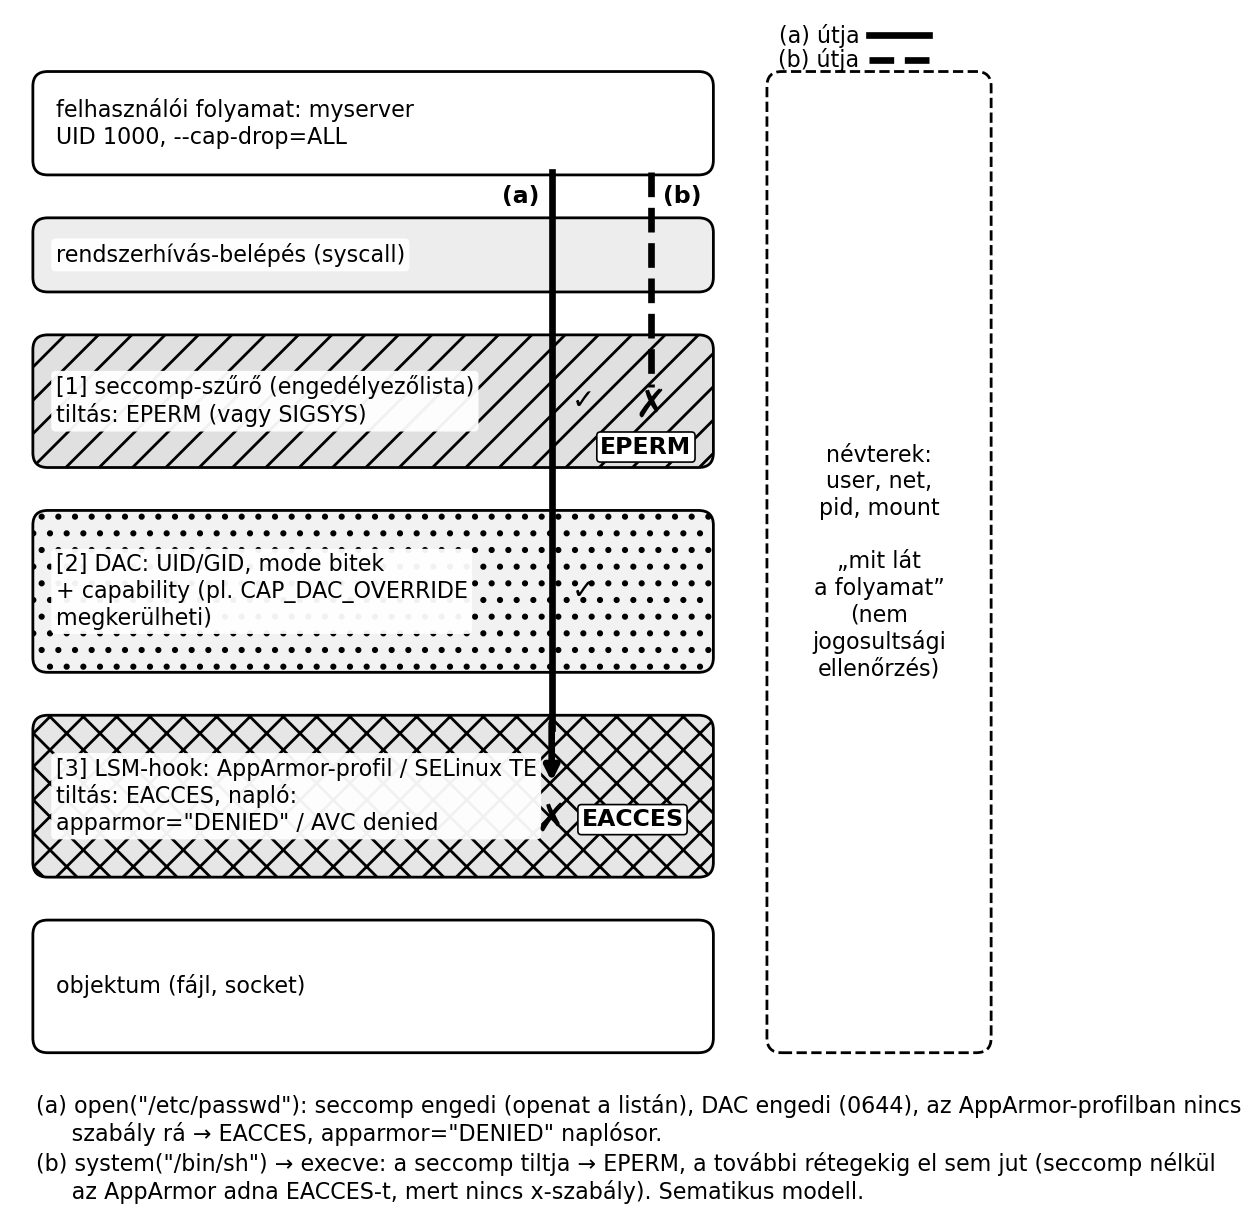 (a) útja
(b) útja
felhasználói folyamat: myserver
UID 1000, --cap-drop=ALL
(a)
(b)
rendszerhívás-belépés (syscall)
[1] seccomp-szűrő (engedélyezőlista)
tiltás: EPERM (vagy SIGSYS)
✓
✗
EPERM
[2] DAC: UID/GID, mode bitek
+ capability (pl. CAP_DAC_OVERRIDE
megkerülheti)
✓
[3] LSM-hook: AppArmor-profil / SELinux TE
tiltás: EACCES, napló:
apparmor="DENIED" / AVC denied
✗
EACCES
objektum (fájl, socket)
névterek:
user, net,
pid, mount
„mit lát
a folyamat”
(nem
jogosultsági
ellenőrzés)
(a) open("/etc/passwd"): seccomp engedi (openat a listán), DAC engedi (0644), az AppArmor-profilban nincs
szabály rá → EACCES, apparmor="DENIED" naplósor.
(b) system("/bin/sh") → execve: a seccomp tiltja → EPERM, a további rétegekig el sem jut (seccomp nélkül
az AppArmor adna EACCES-t, mert nincs x-szabály). Sematikus modell.